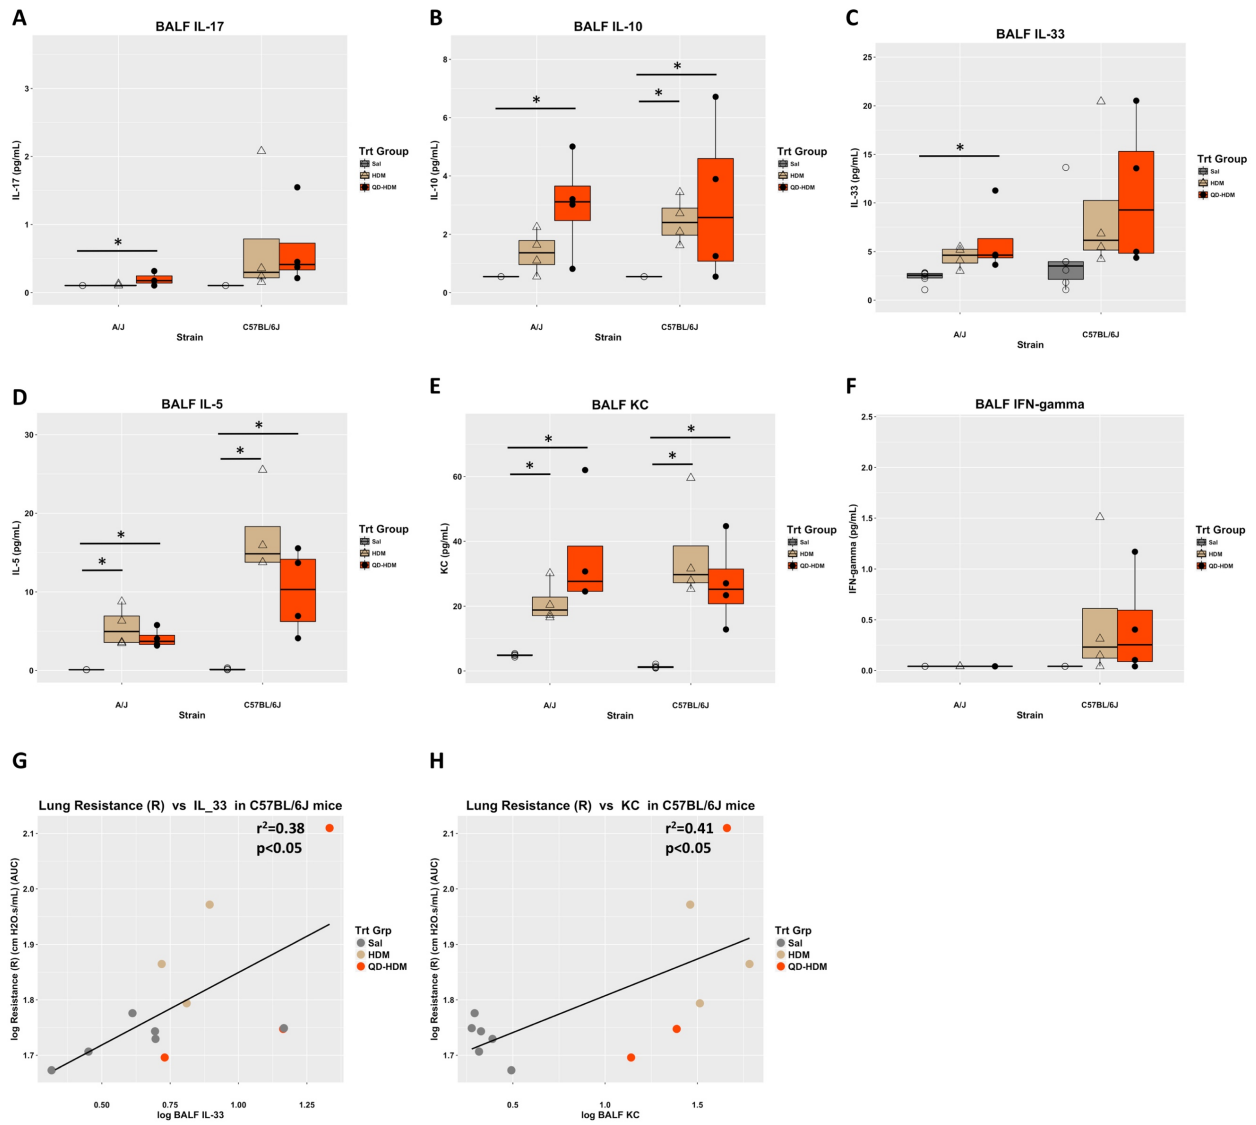 A
BALF IL-17
IL-17 (pg/mL)
3
2
1
0
*
A/J
C57BL/6J
Strain
Trt Group
Sal
HDM
QD-HDM
B
BALF IL-10
IL-10 (pg/mL)
8
6
4
2
0
*
*
*
A/J
C57BL/6J
Strain
Trt Group
Sal
HDM
QD-HDM
C
BALF IL-33
IL-33 (pg/mL)
25
20
15
10
5
0
*
A/J
C57BL/6J
Strain
Trt Group
Sal
HDM
QD-HDM
D
BALF IL-5
IL-5 (pg/mL)
30
20
10
0
*
*
*
*
A/J
C57BL/6J
Strain
Trt Group
Sal
HDM
QD-HDM
E
BALF KC
KC (pg/mL)
60
40
20
0
*
*
*
*
A/J
C57BL/6J
Strain
Trt Group
Sal
HDM
QD-HDM
F
BALF IFN-gamma
IFN-gamma (pg/mL)
2.5
2.0
1.5
1.0
0.5
0.0
A/J
C57BL/6J
Strain
Trt Group
Sal
HDM
QD-HDM
G
Lung Resistance (R) vs IL_33 in C57BL/6J mice
r²=0.38
p<0.05
log Resistance (R) (cm H2O.s/mL) (AUC)
2.1
2.0
1.9
1.8
1.7
0.50
0.75
1.00
1.25
log BALF IL-33
Trt Grp
Sal
HDM
QD-HDM
H
Lung Resistance (R) vs KC in C57BL/6J mice
r²=0.41
p<0.05
log Resistance (R) (cm H2O.s/mL) (AUC)
2.1
2.0
1.9
1.8
1.7
0.5
1.0
1.5
log BALF KC
Trt Grp
Sal
HDM
QD-HDM